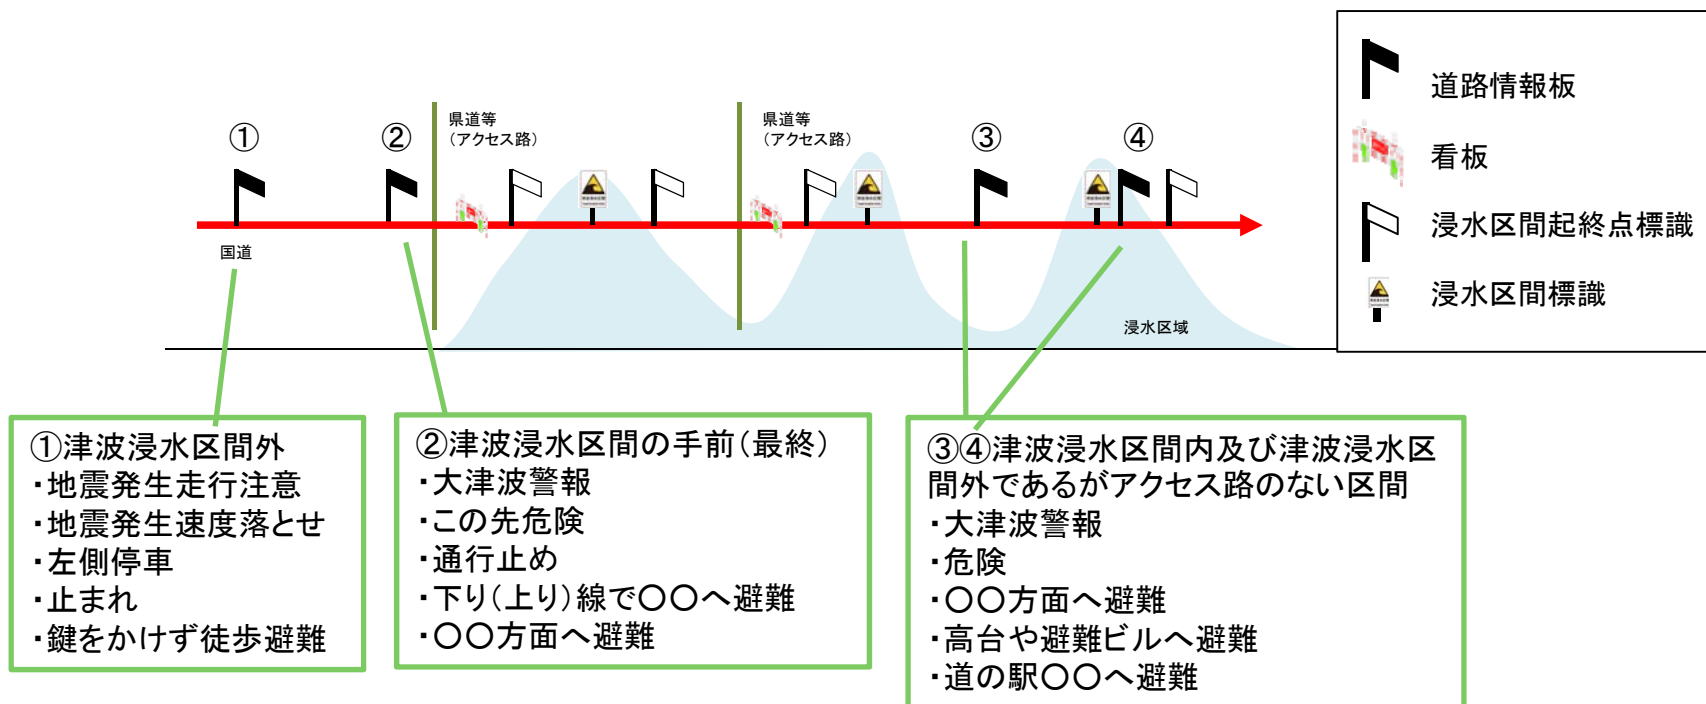 道路情報板
看板
浸水区間起終点標識
浸水区間標識
①
②
県道等
(アクセス路)
県道等
(アクセス路)
③
④
国道
浸水区域
①津波浸水区間外
・地震発生走行注意
・地震発生速度落とせ
・左側停車
・止まれ
・鍵をかけず徒歩避難
②津波浸水区間の手前(最終)
・大津波警報
・この先危険
・通行止め
・下り(上り)線で〇〇へ避難
・〇〇方面へ避難
③④津波浸水区間内及び津波浸水区
間外であるがアクセス路のない区間
・大津波警報
・危険
・〇〇方面へ避難
・高台や避難ビルへ避難
・道の駅〇〇へ避難